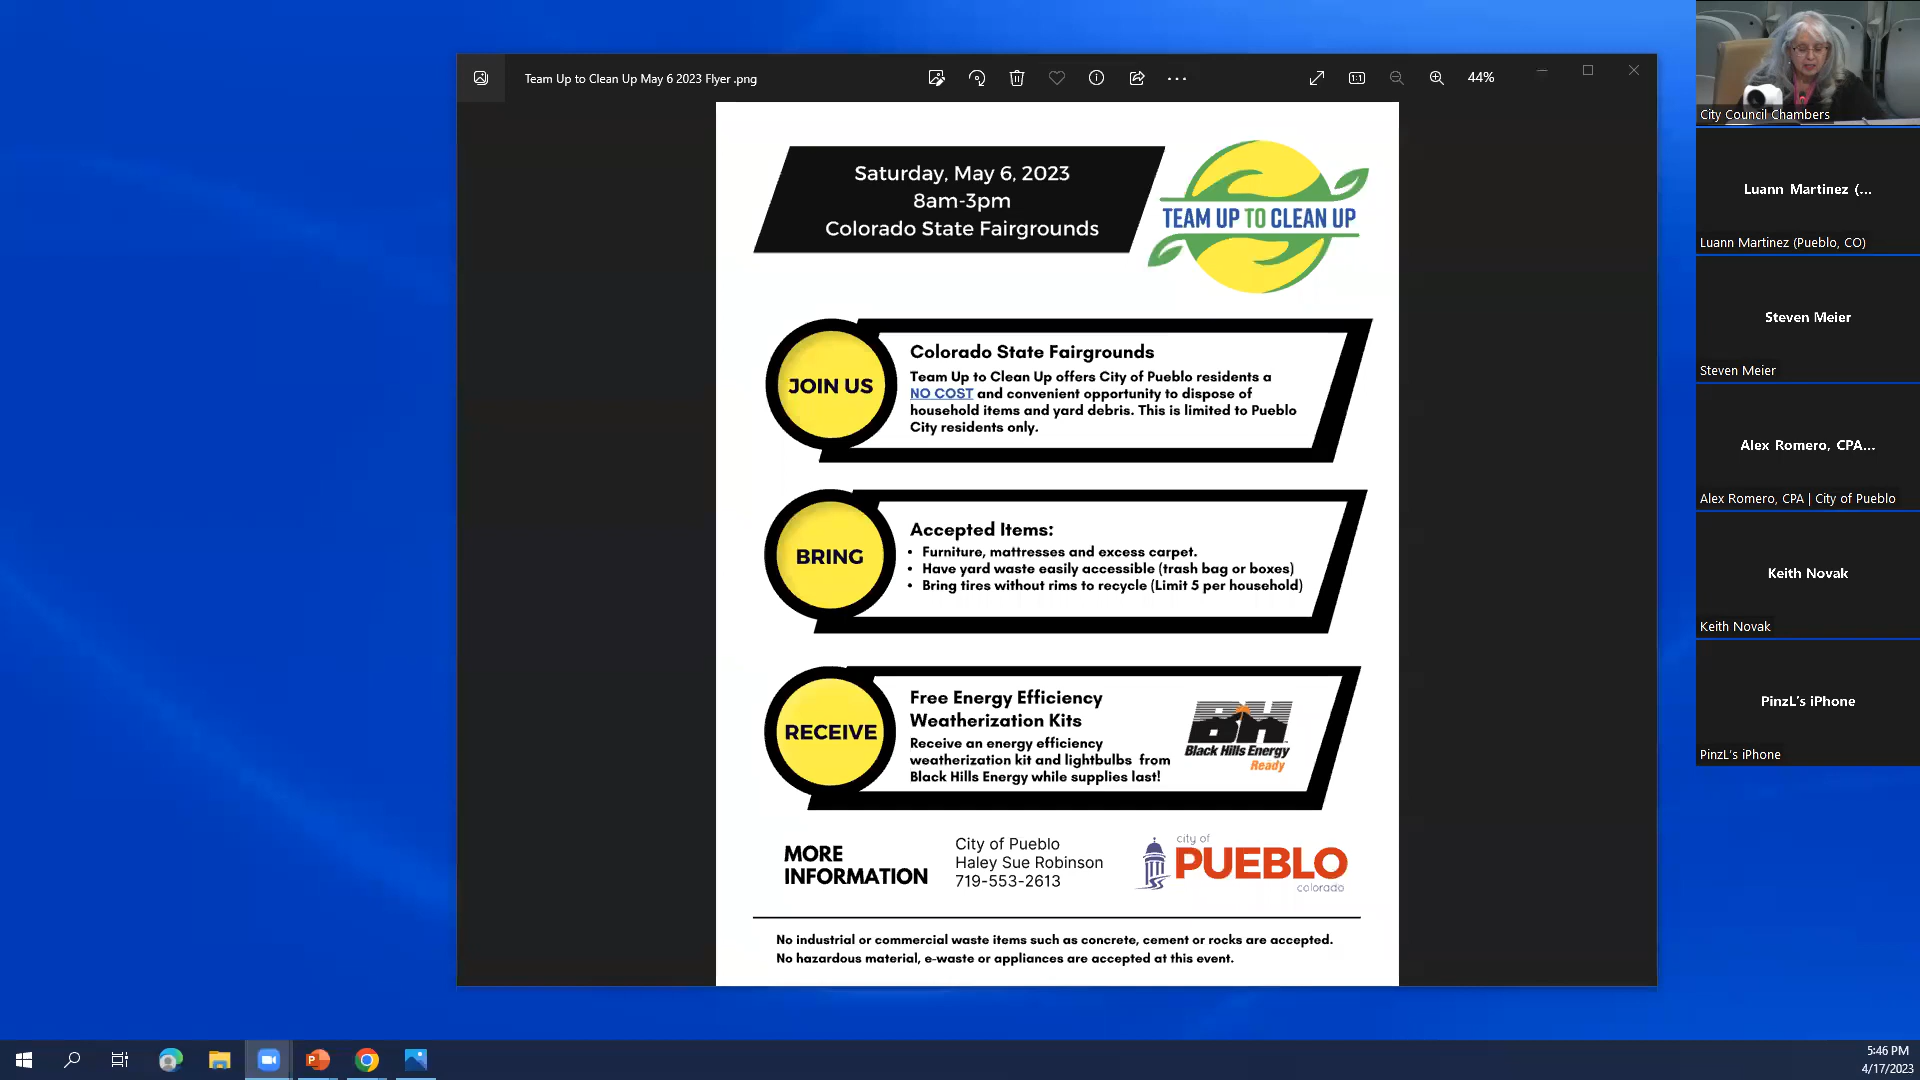 Team Up to Clean Up May 6 2023 Flyer .png
44%
Saturday, May 6, 2023
8am-3pm
Colorado State Fairgrounds
TEAM UP TO CLEAN UP
JOIN US
Colorado State Fairgrounds
Team Up to Clean Up offers City of Pueblo residents a
NO COST and convenient opportunity to dispose of
household items and yard debris. This is limited to Pueblo
City residents only.
BRING
Accepted Items:
• Furniture, mattresses and excess carpet.
• Have yard waste easily accessible (trash bag or boxes)
• Bring tires without rims to recycle (Limit 5 per household)
RECEIVE
Free Energy Efficiency
Weatherization Kits
Receive an energy efficiency
weatherization kit and lightbulbs from
Black Hills Energy while supplies last!
BH
Black Hills Energy
Ready
MORE
INFORMATION
City of Pueblo
Haley Sue Robinson
719-553-2613
city of
PUEBLO
colorado
No industrial or commercial waste items such as concrete, cement or rocks are accepted.
No hazardous material, e-waste or appliances are accepted at this event.
City Council Chambers
Luann Martinez (...
Luann Martinez (Pueblo, CO)
Steven Meier
Steven Meier
Alex Romero, CPA...
Alex Romero, CPA | City of Pueblo
Keith Novak
Keith Novak
PinzL's iPhone
PinzL's iPhone
5:46 PM
4/17/2023